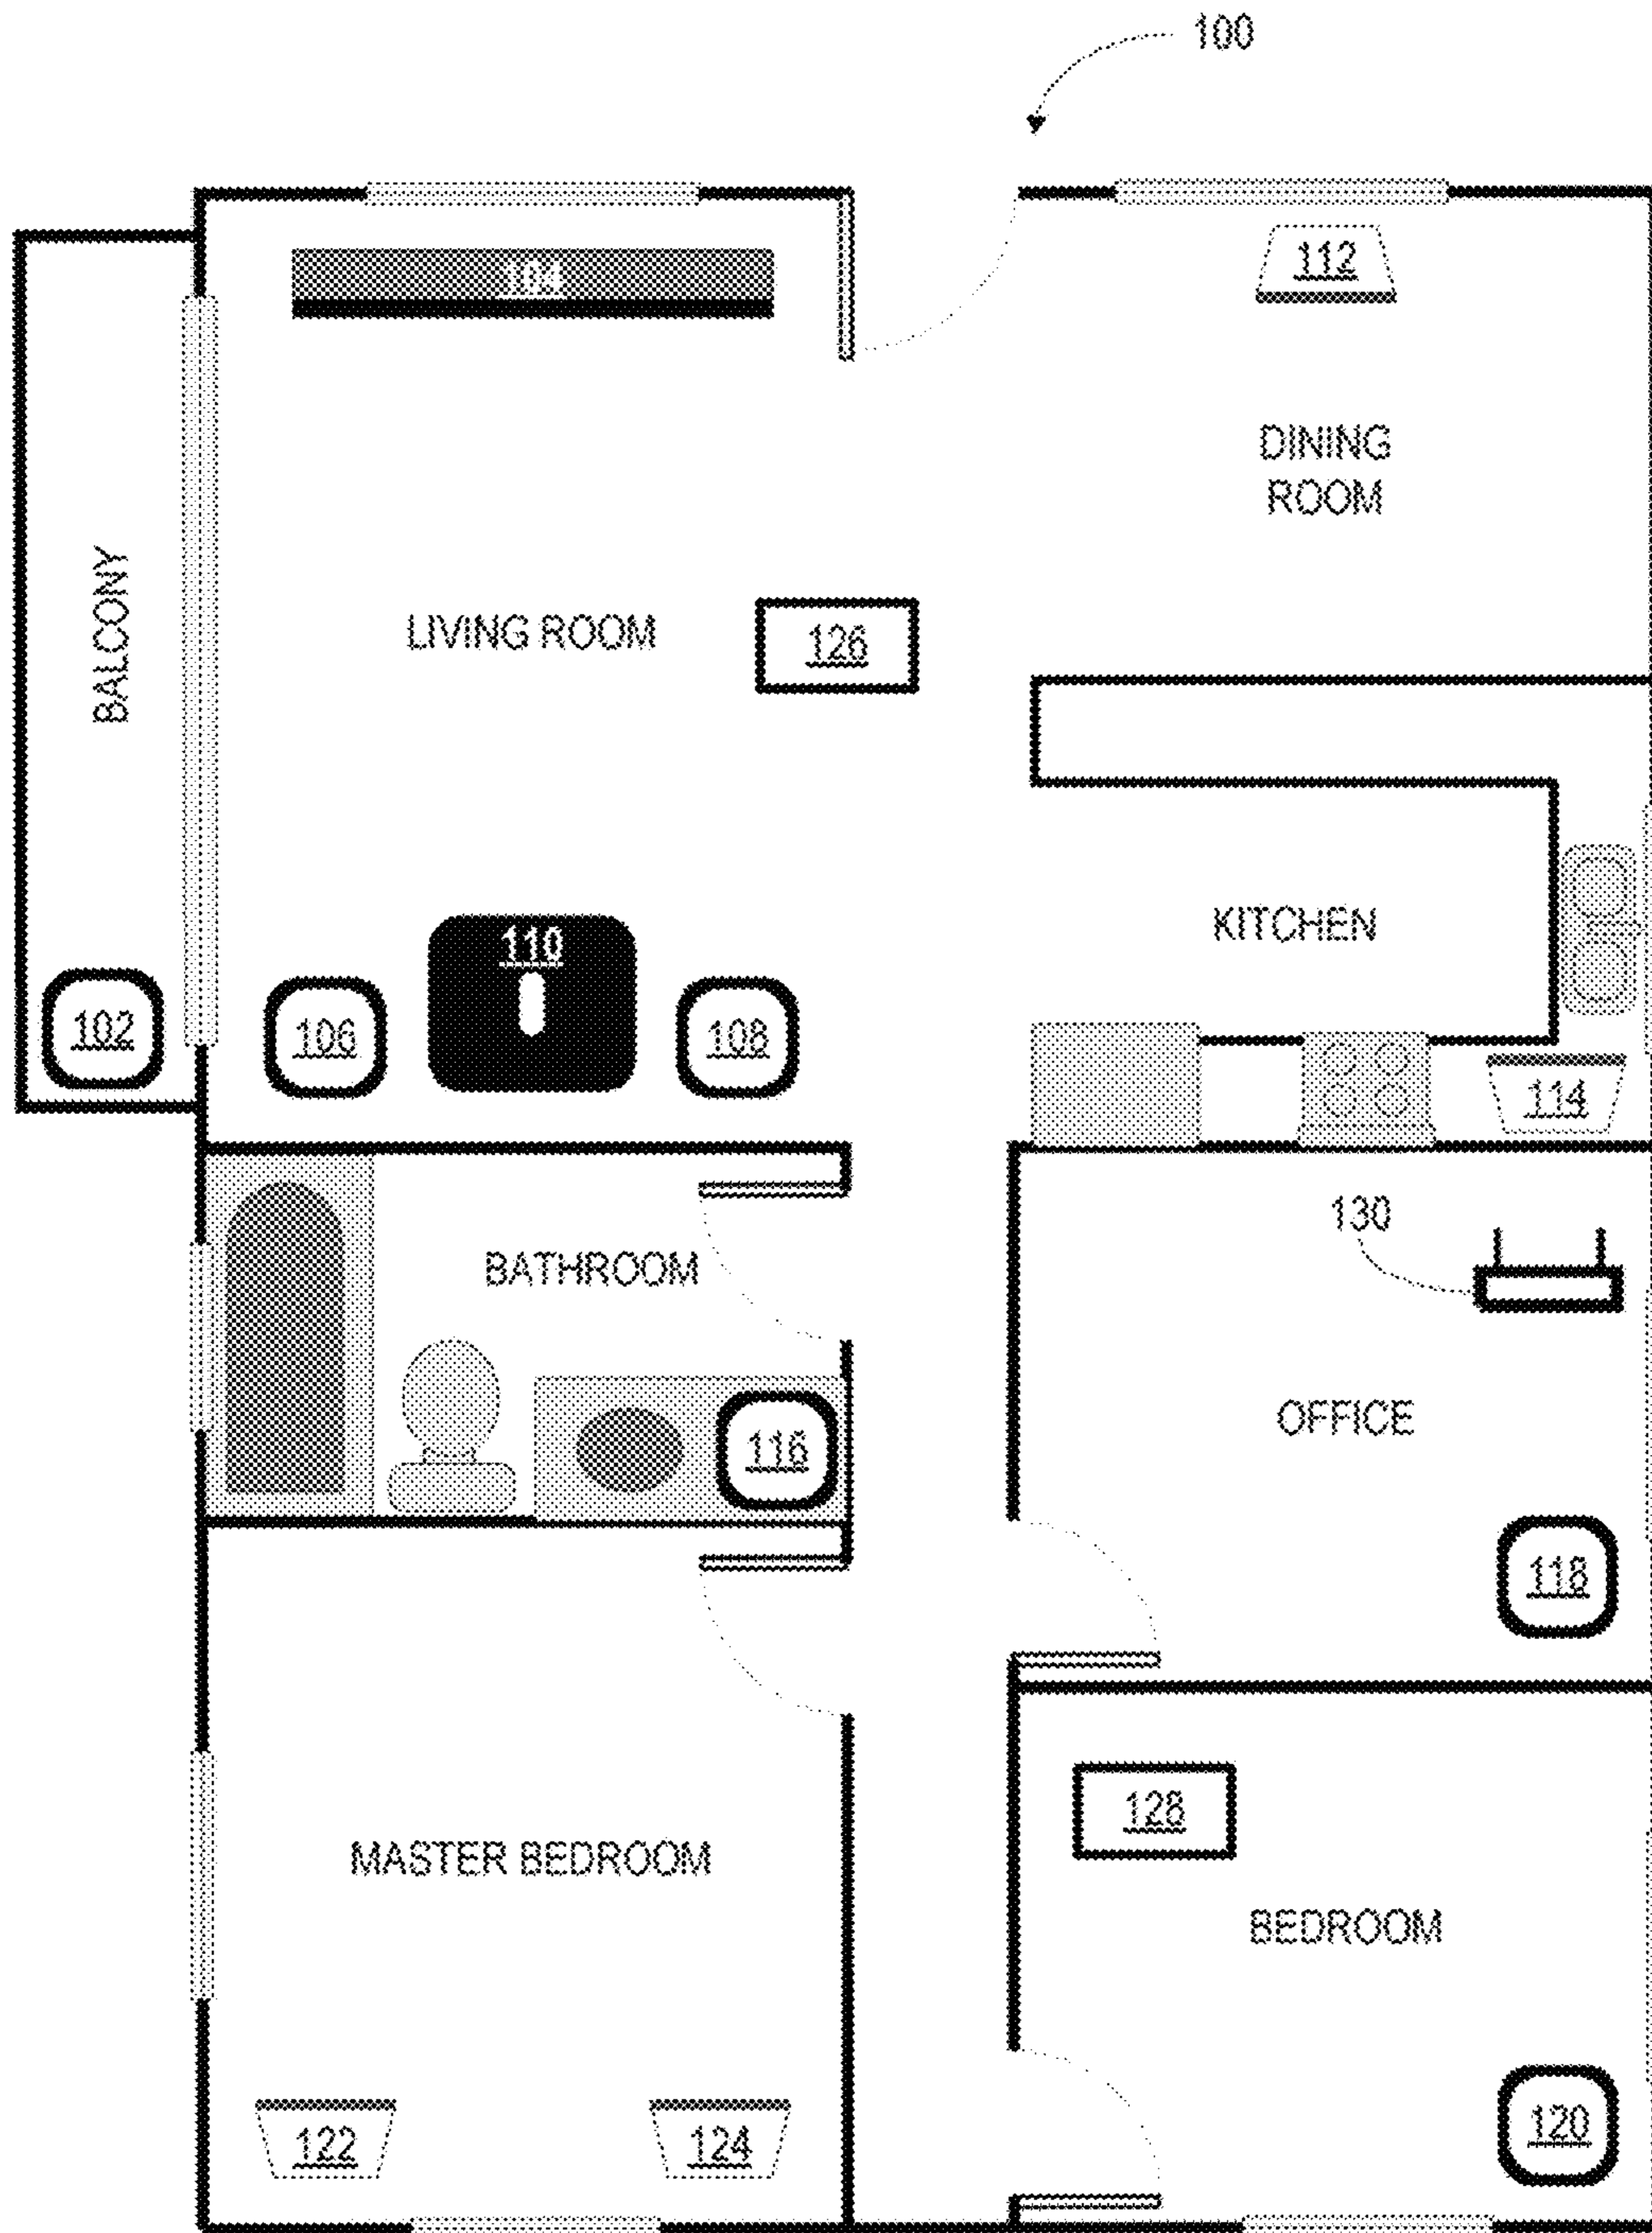 100
104
112
DINING
ROOM
BALCONY
LIVING ROOM
126
KITCHEN
110
102
106
108
114
130
BATHROOM
OFFICE
116
118
128
MASTER BEDROOM
BEDROOM
122
124
120